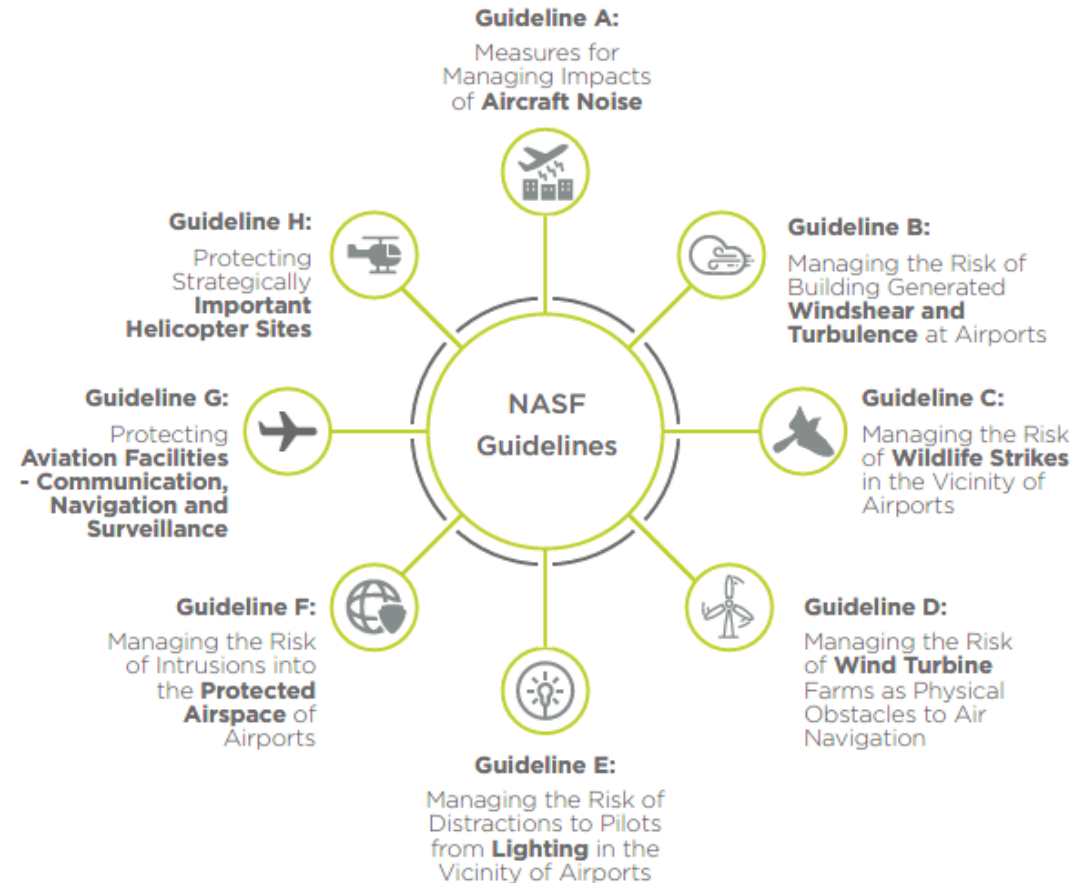 Guideline A:
Measures for
Managing Impacts
of Aircraft Noise
Guideline B:
Managing the Risk of
Building Generated
Windshear and
Turbulence at Airports
Guideline C:
Managing the Risk
of Wildlife Strikes
in the Vicinity of
Airports
Guideline D:
Managing the Risk
of Wind Turbine
Farms as Physical
Obstacles to Air
Navigation
Guideline E:
Managing the Risk of
Distractions to Pilots
from Lighting in the
Vicinity of Airports
Guideline F:
Managing the Risk
of Intrusions into
the Protected
Airspace of
Airports
Guideline G:
Protecting
Aviation Facilities
- Communication,
Navigation and
Surveillance
Guideline H:
Protecting
Strategically
Important
Helicopter Sites
NASF
Guidelines